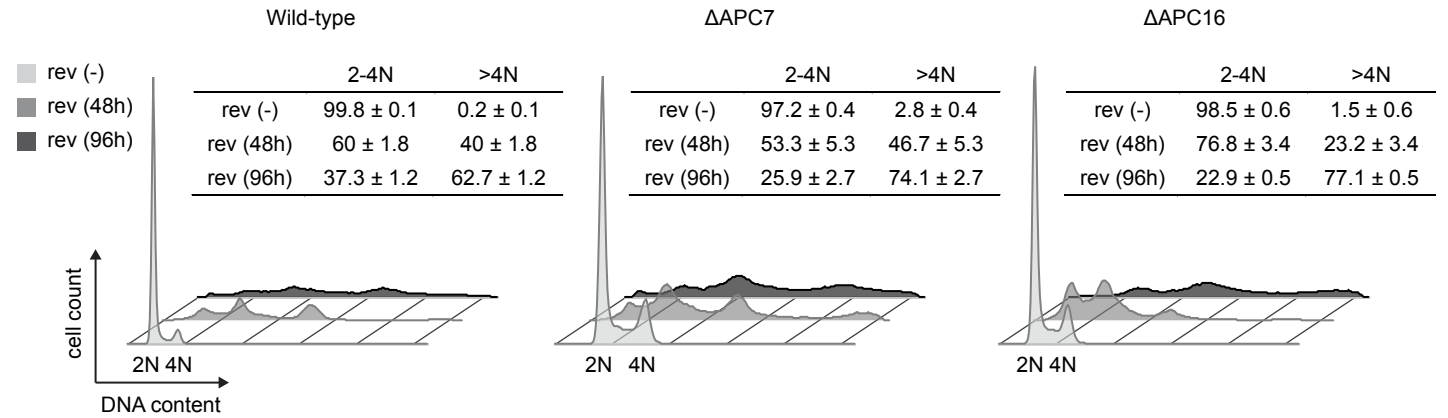 Wild-type
ΔAPC7
ΔAPC16
rev (-)
rev (48h)
rev (96h)
2-4N >4N
rev (-) 99.8 ± 0.1 0.2 ± 0.1
rev (48h) 60 ± 1.8 40 ± 1.8
rev (96h) 37.3 ± 1.2 62.7 ± 1.2
2-4N >4N
rev (-) 97.2 ± 0.4 2.8 ± 0.4
rev (48h) 53.3 ± 5.3 46.7 ± 5.3
rev (96h) 25.9 ± 2.7 74.1 ± 2.7
2-4N >4N
rev (-) 98.5 ± 0.6 1.5 ± 0.6
rev (48h) 76.8 ± 3.4 23.2 ± 3.4
rev (96h) 22.9 ± 0.5 77.1 ± 0.5
cell count
2N 4N
2N 4N
2N 4N
DNA content